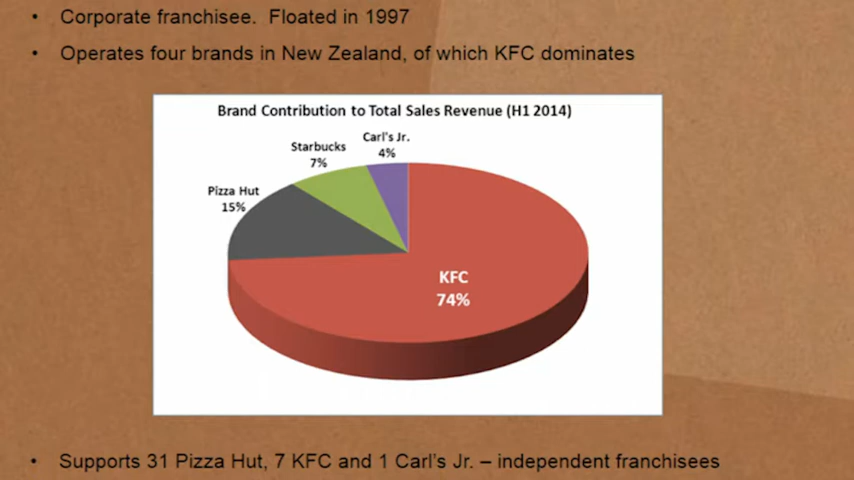 • Corporate franchisee. Floated in 1997
• Operates four brands in New Zealand, of which KFC dominates
Brand Contribution to Total Sales Revenue (H1 2014)
Carl's Jr.
4%
Starbucks
7%
Pizza Hut
15%
KFC
74%
• Supports 31 Pizza Hut, 7 KFC and 1 Carl's Jr. – independent franchisees